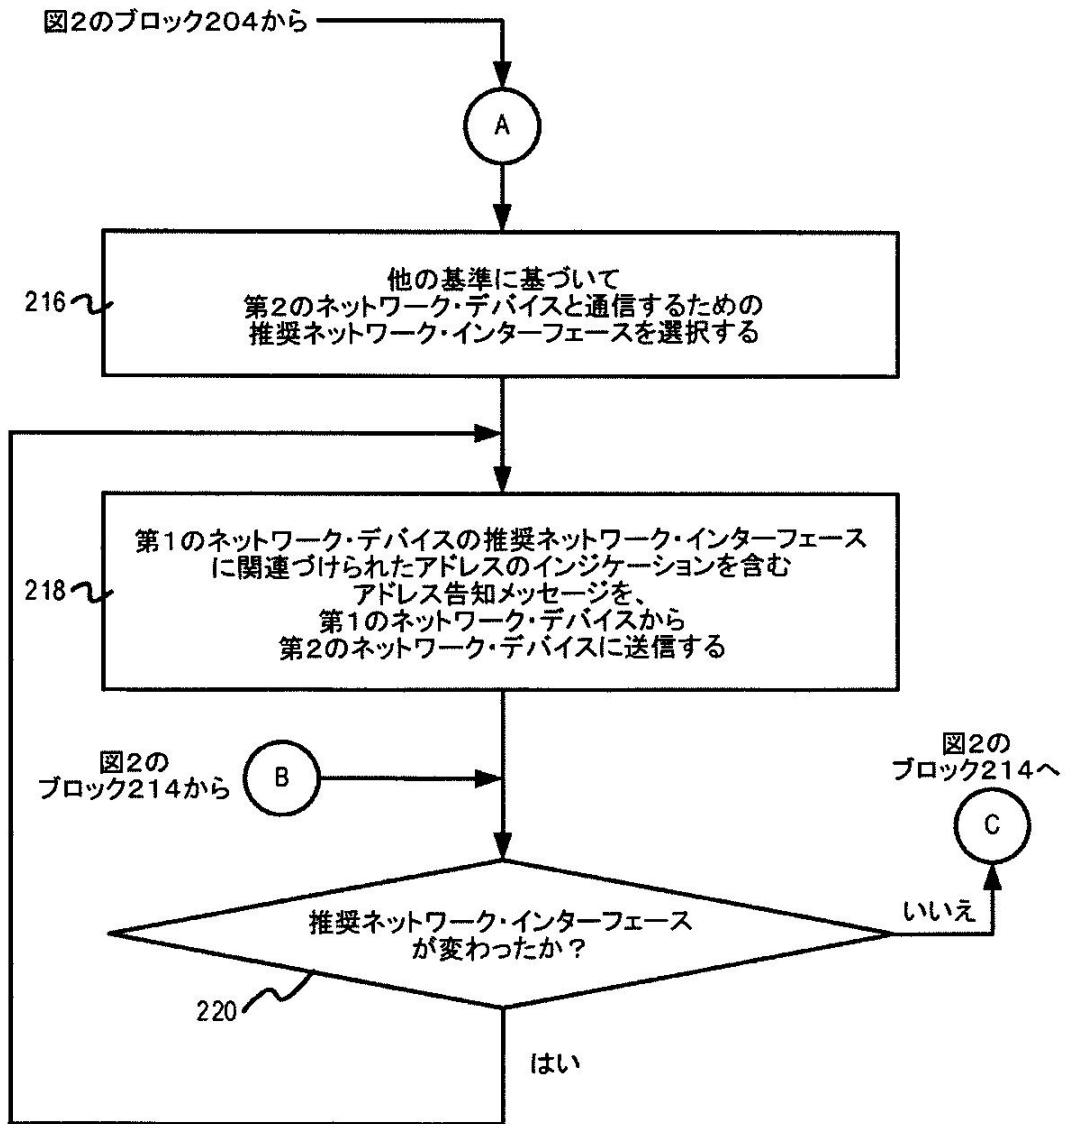 図2のブロック204から
A
216
他の基準に基づいて
第2のネットワーク・デバイスと通信するための
推奨ネットワーク・インターフェースを選択する
218
第1のネットワーク・デバイスの推奨ネットワーク・インターフェース
に関連づけられたアドレスのインジケーションを含む
アドレス告知メッセージを、
第1のネットワーク・デバイスから
第2のネットワーク・デバイスに送信する
図2の
ブロック214から
B
図2の
ブロック214へ
C
推奨ネットワーク・インターフェース
が変わったか？
いいえ
220
はい